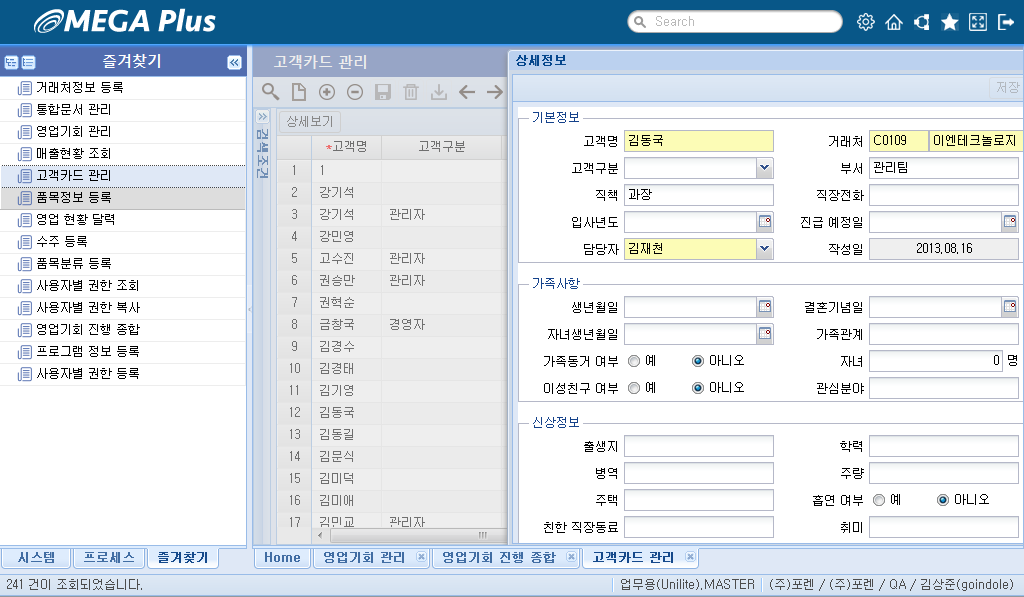 OMEGA Plus
Search
즐겨찾기
거래처정보 등록
통합문서 관리
영업기회 관리
매출현황 조회
고객카드 관리
품목정보 등록
영업 현황 달력
수주 등록
품목분류 등록
사용자별 권한 조회
사용자별 권한 복사
영업기회 진행 종합
프로그램 정보 등록
사용자별 권한 등록
시스템 프로세스 즐겨찾기
고객카드 관리
검색조건
상세보기
*고객명 고객구분
1 1
2 강기석
3 강기석 관리자
4 강민영
5 고수진 관리자
6 권승만 관리자
7 권혁순
8 금창국 경영자
9 김경수
10 김경태
11 김기영
12 김동국
13 김동길
14 김문식
15 김미덕
16 김미애
17 김민교 관리자
상세정보
저장
기본정보
고객명 김동국 거래처 C0109 이엔테크놀로지
고객구분 부서 관리팀
직책 과장 직장전화
입사년도 진급 예정일
담당자 김재천 작성일 2013.08.16
가족사항
생년월일 결혼기념일
자녀생년월일 가족관계
가족동거 여부 예 아니오 자녀 0 명
이성친구 여부 예 아니오 관심분야
신상정보
출생지 학력
병역 주량
주택 흡연 여부 예 아니오
친한 직장동료 취미
Home 영업기회 관리 영업기회 진행 종합 고객카드 관리
241 건이 조회되었습니다.
업무용(Unilite).MASTER (주)포렌 / (주)포렌 / QA / 김상준(goindole)